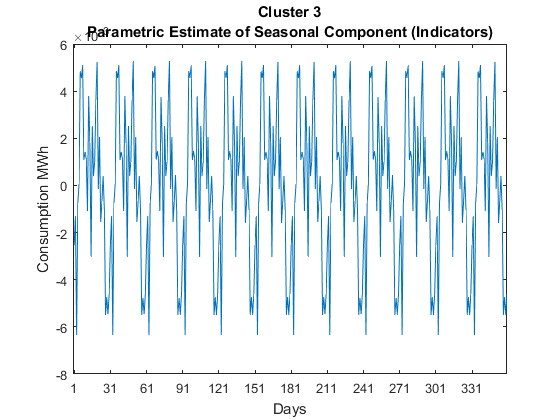 Cluster 3
Parametric Estimate of Seasonal Component (Indicators)
6
4
2
0
-2
-4
-6
-8
Consumption MWh
1 31 61 91 121 151 181 211 241 271 301 331
Days